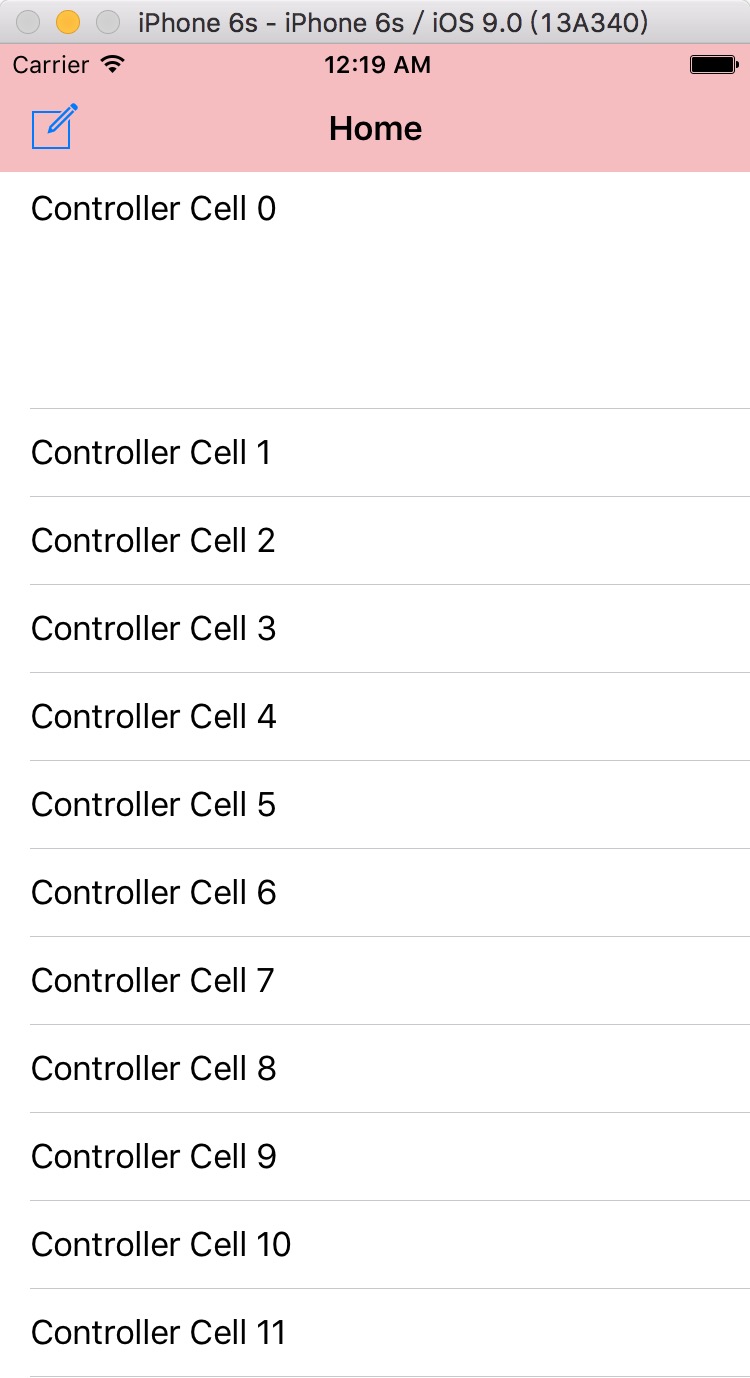 iPhone 6s - iPhone 6s / iOS 9.0 (13A340)
Carrier 12:19 AM
Home
Controller Cell 0
Controller Cell 1
Controller Cell 2
Controller Cell 3
Controller Cell 4
Controller Cell 5
Controller Cell 6
Controller Cell 7
Controller Cell 8
Controller Cell 9
Controller Cell 10
Controller Cell 11